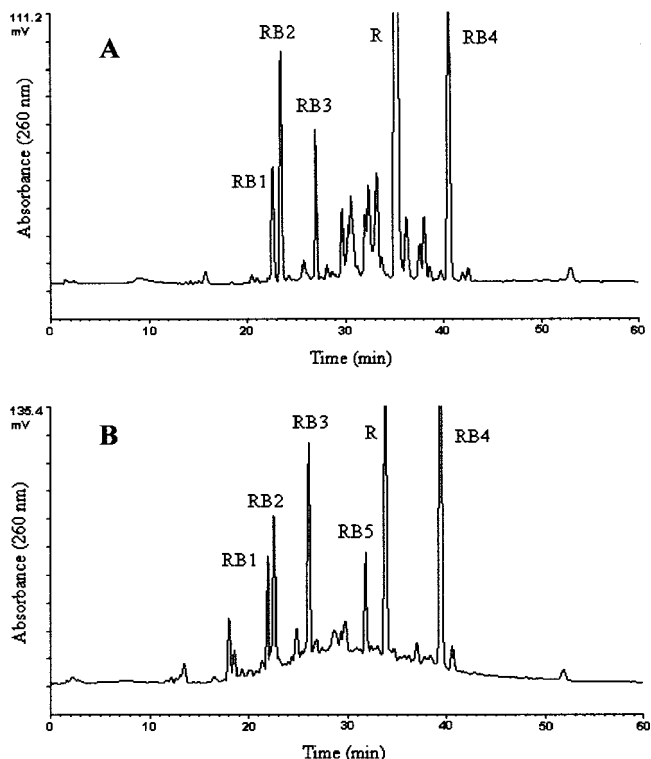 111.2
mV
A
RB2
R
RB4
RB3
RB1
Absorbance (260 nm)
0 10 20 30 40 50 60
Time (min)
135.4
mV
B
RB3
R
RB4
RB2
RB1
RB5
Absorbance (260 nm)
0 10 20 30 40 50 60
Time (min)